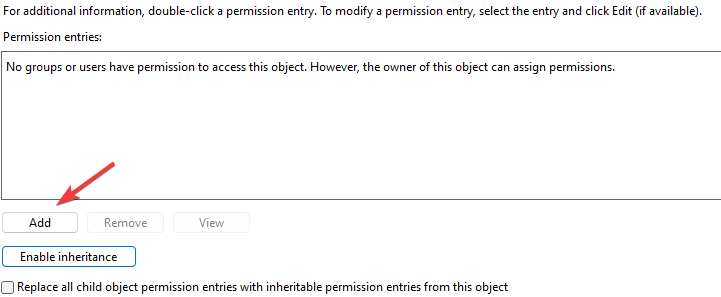 For additional information, double-click a permission entry. To modify a permission entry, select the entry and click Edit (if available).
Permission entries:
No groups or users have permission to access this object. However, the owner of this object can assign permissions.
Add Remove View
Enable inheritance
Replace all child object permission entries with inheritable permission entries from this object